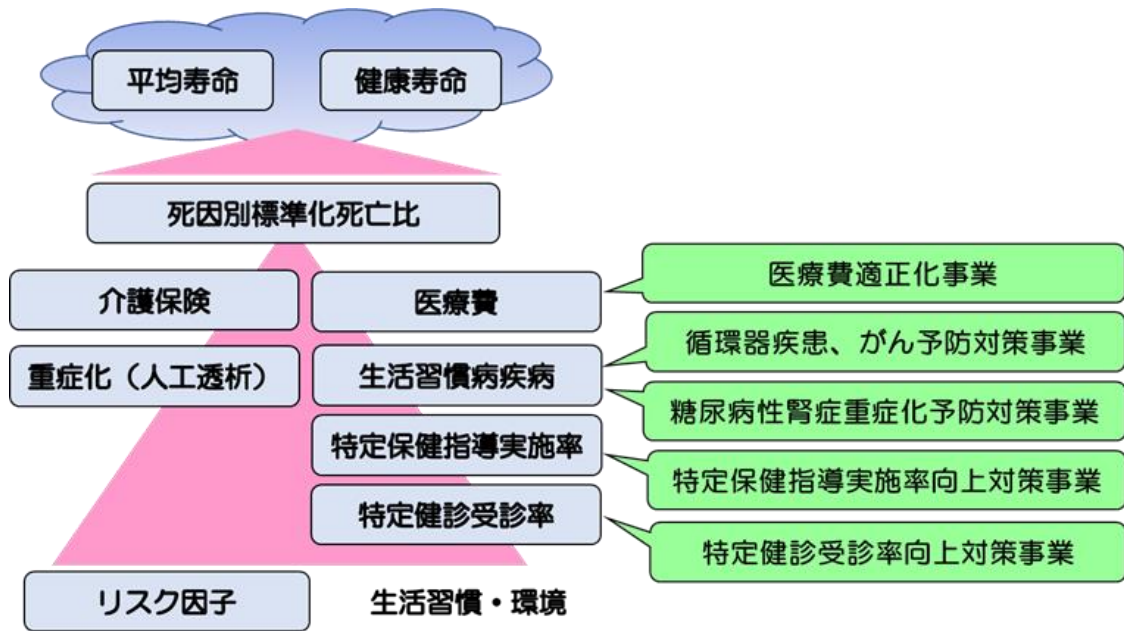 平均寿命
健康寿命
死因別標準化死亡比
介護保険
医療費
医療費適正化事業
循環器疾患、がん予防対策事業
重症化（人工透析）
生活習慣病疾病
糖尿病性腎症重症化予防対策事業
特定保健指導実施率
特定保健指導実施率向上対策事業
特定健診受診率
特定健診受診率向上対策事業
リスク因子
生活習慣・環境